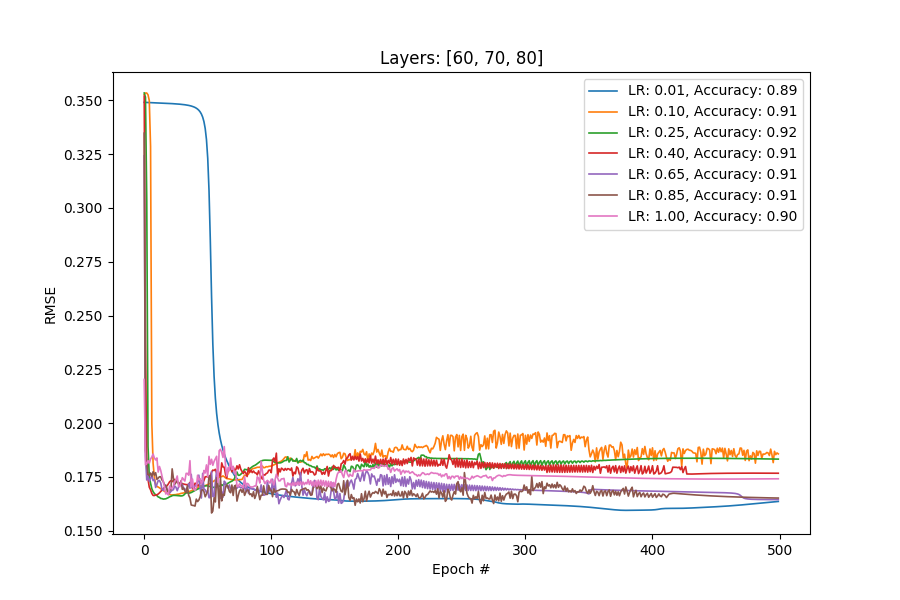 Layers: [60, 70, 80]
LR: 0.01, Accuracy: 0.89
LR: 0.10, Accuracy: 0.91
LR: 0.25, Accuracy: 0.92
LR: 0.40, Accuracy: 0.91
LR: 0.65, Accuracy: 0.91
LR: 0.85, Accuracy: 0.91
LR: 1.00, Accuracy: 0.90
RMSE
0.350
0.325
0.300
0.275
0.250
0.225
0.200
0.175
0.150
0 100 200 300 400 500
Epoch #